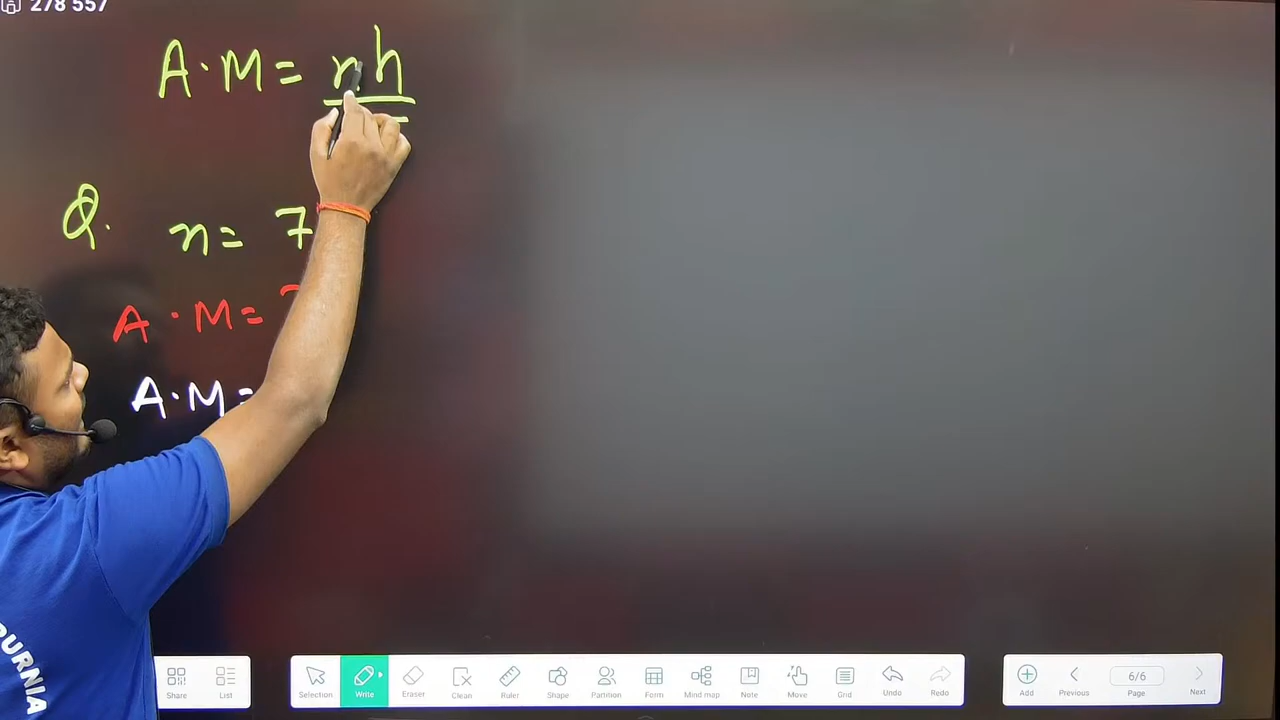 278 557
A·M = nh
Q. n = 7
A·M =
A·M =
PURNIA
Share
List
Selection
Write
Eraser
Clean
Ruler
Shape
Partition
Form
Mind map
Note
Move
Grid
Undo
Redo
Add
Previous
6/6
Page
Next